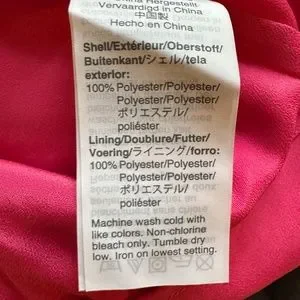 Hergestellt
Vervaardigd in China
中国製
Hecho en China
Shell/Extérieur/Oberstoff/
Buitenkant/シェル/tela
exterior:
100% Polyester/Polyester/
Polyester/Polyester/
ポリエステル/
poliéster
Lining/Doublure/Futter/
Voering/ライニング/forro:
100% Polyester/Polyester/
Polyester/Polyester/
ポリエステル/
poliéster
Machine wash cold with
like colors. Non-chlorine
bleach only. Tumble dry
low. Iron on lowest setting.